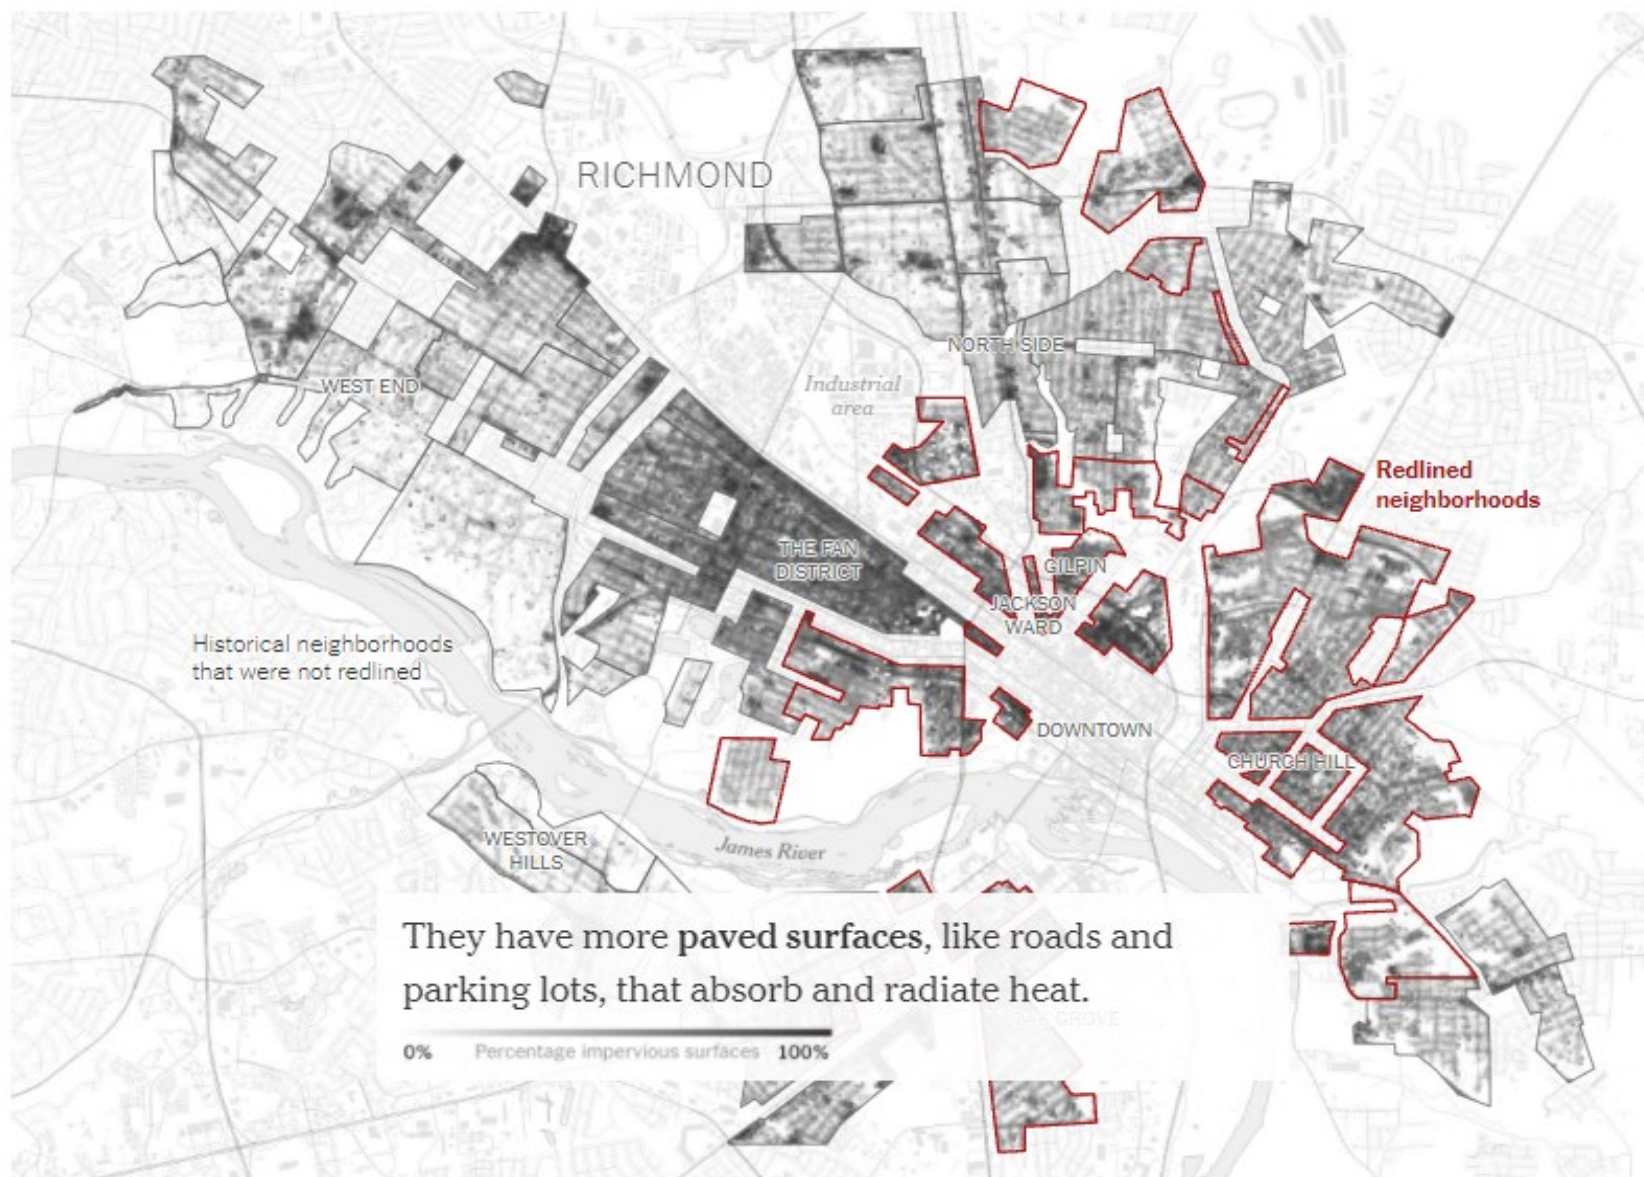 RICHMOND
NORTH SIDE
Industrial
area
WEST END
Redlined
neighborhoods
THE FAN
DISTRICT
GILPIN
JACKSON
WARD
Historical neighborhoods
that were not redlined
DOWNTOWN
CHURCH HILL
WESTOVER
HILLS
James River
They have more paved surfaces, like roads and
parking lots, that absorb and radiate heat.
GROVE
0% Percentage impervious surfaces 100%